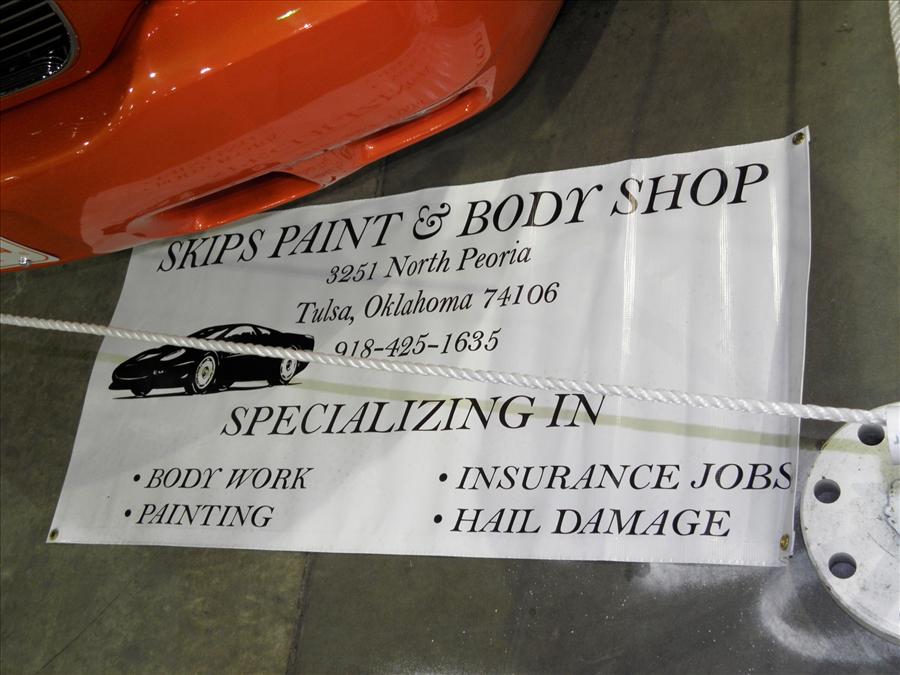 SKIPS PAINT & BODY SHOP
3251 North Peoria
Tulsa, Oklahoma 74106
918-425-1635
SPECIALIZING IN
• BODY WORK
• PAINTING
• INSURANCE JOBS
• HAIL DAMAGE